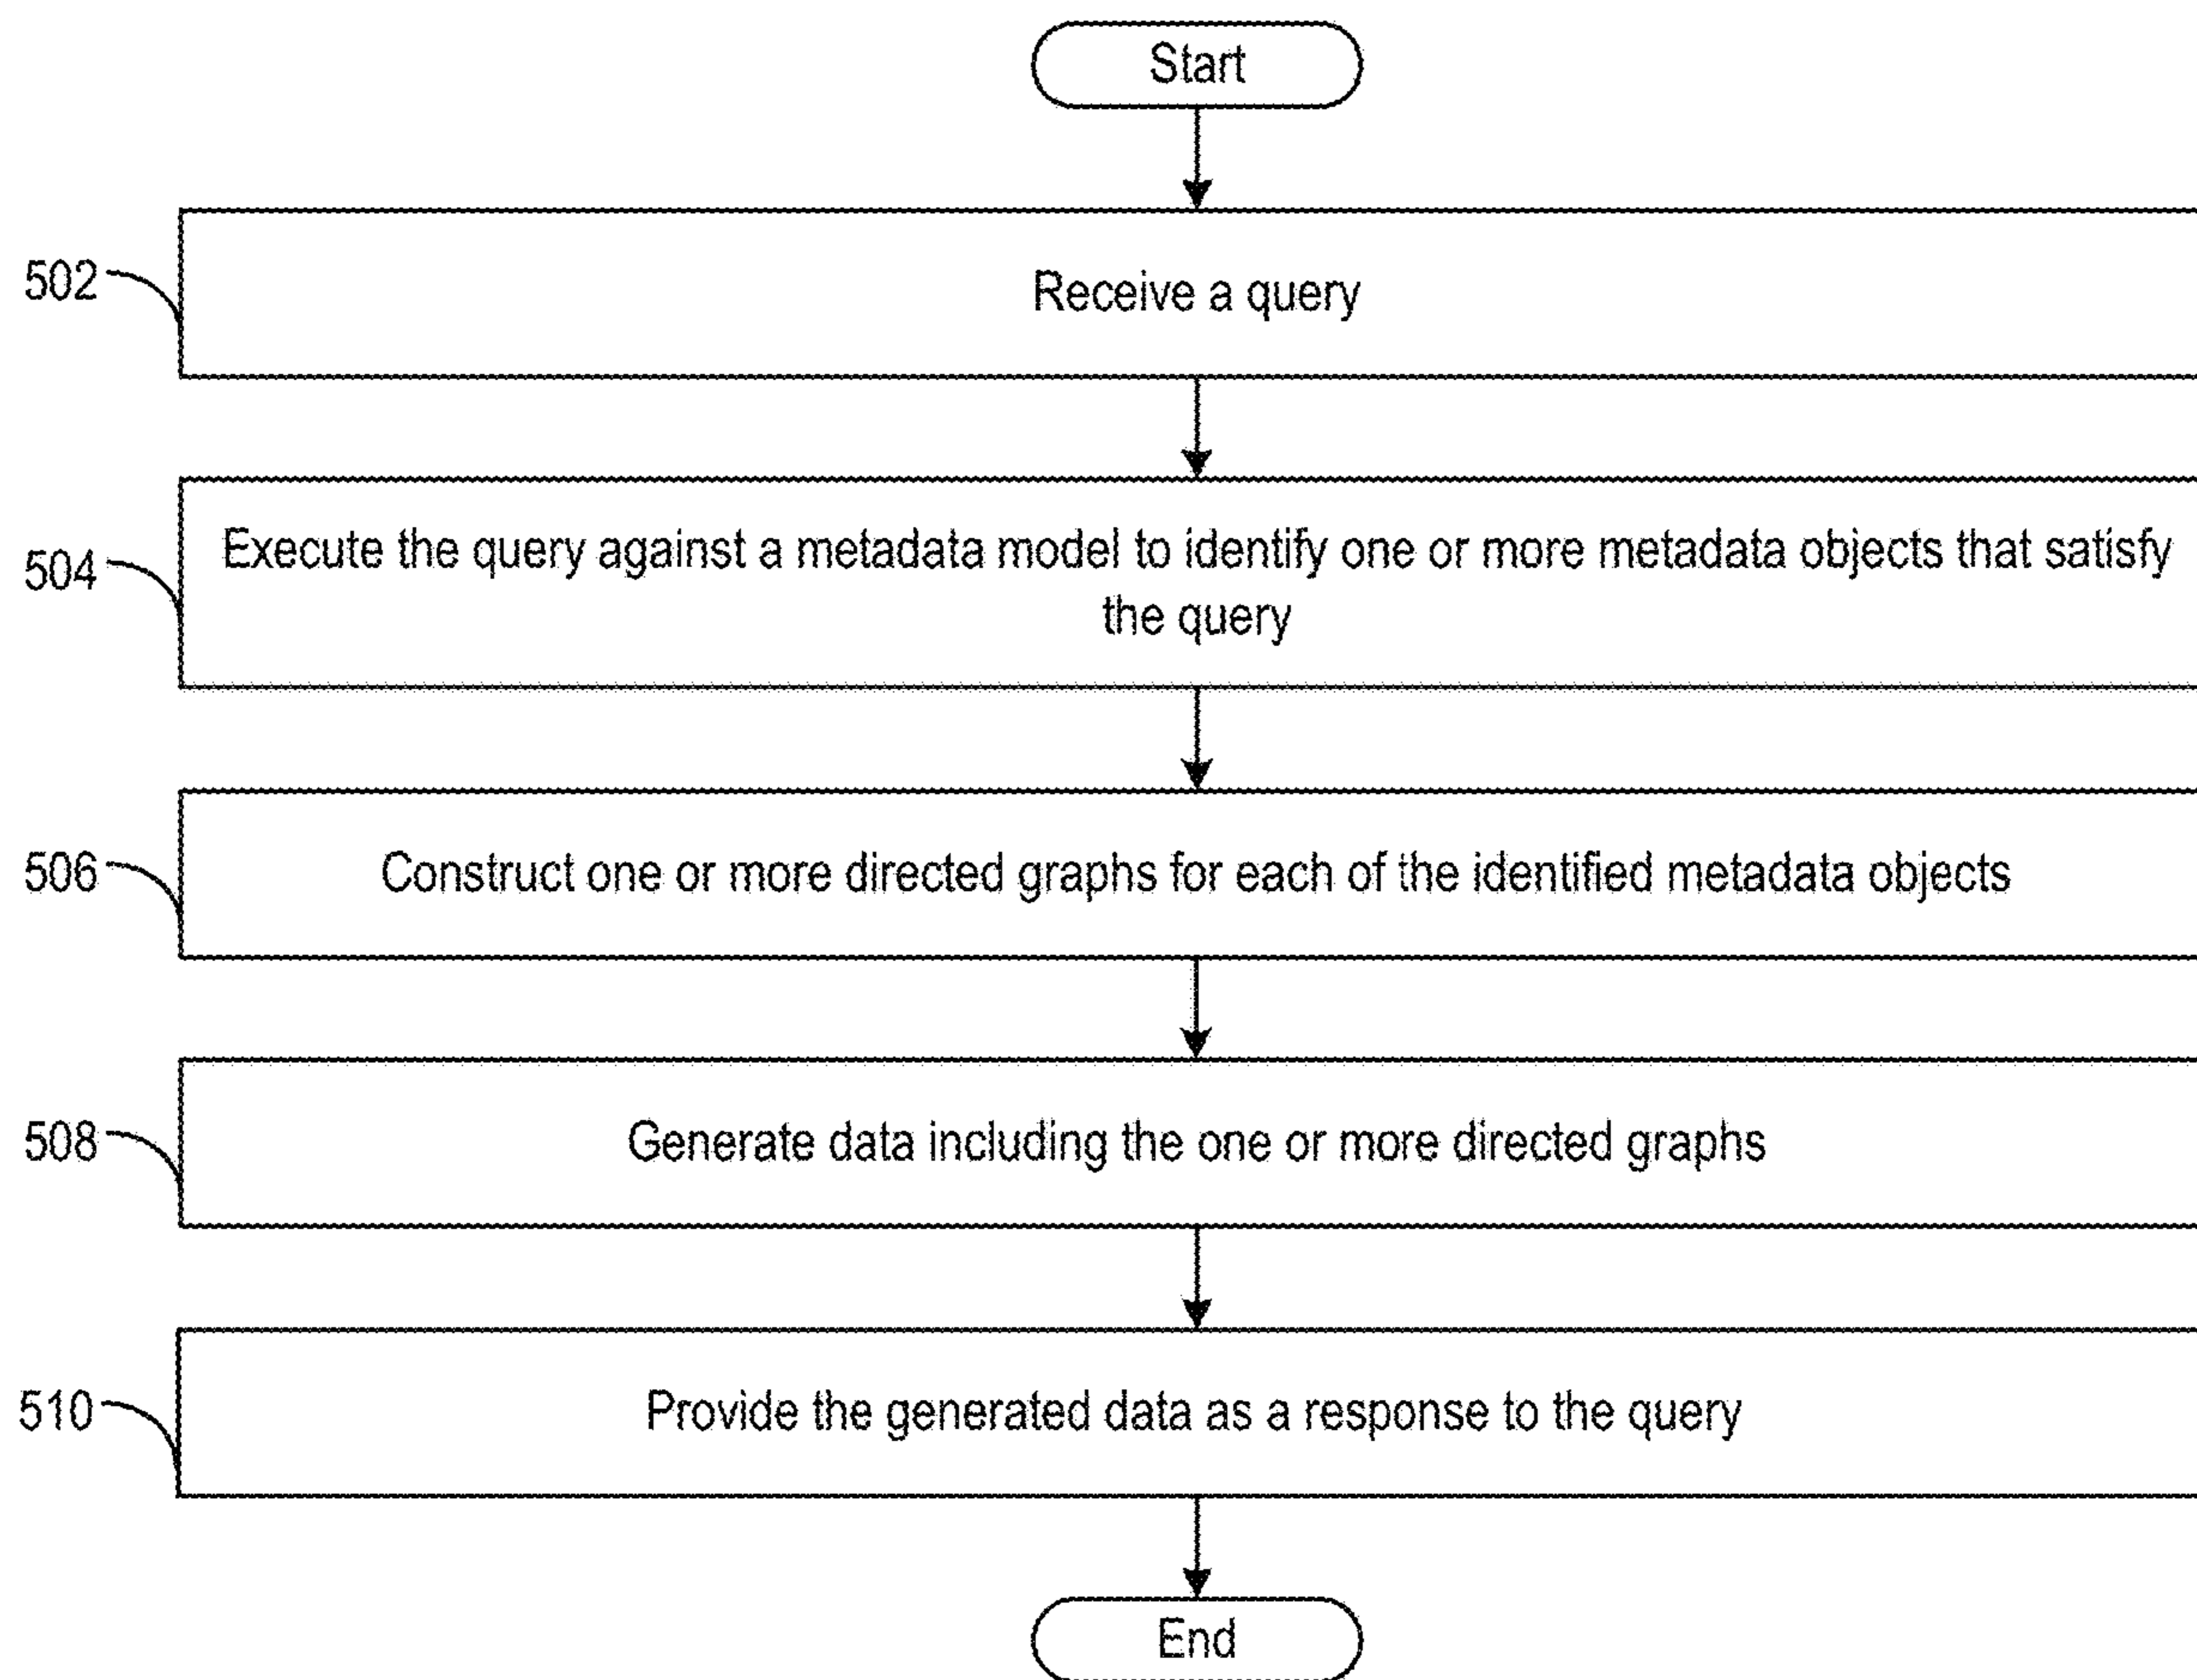 Start
502
Receive a query
504
Execute the query against a metadata model to identify one or more metadata objects that satisfy
the query
506
Construct one or more directed graphs for each of the identified metadata objects
508
Generate data including the one or more directed graphs
510
Provide the generated data as a response to the query
End